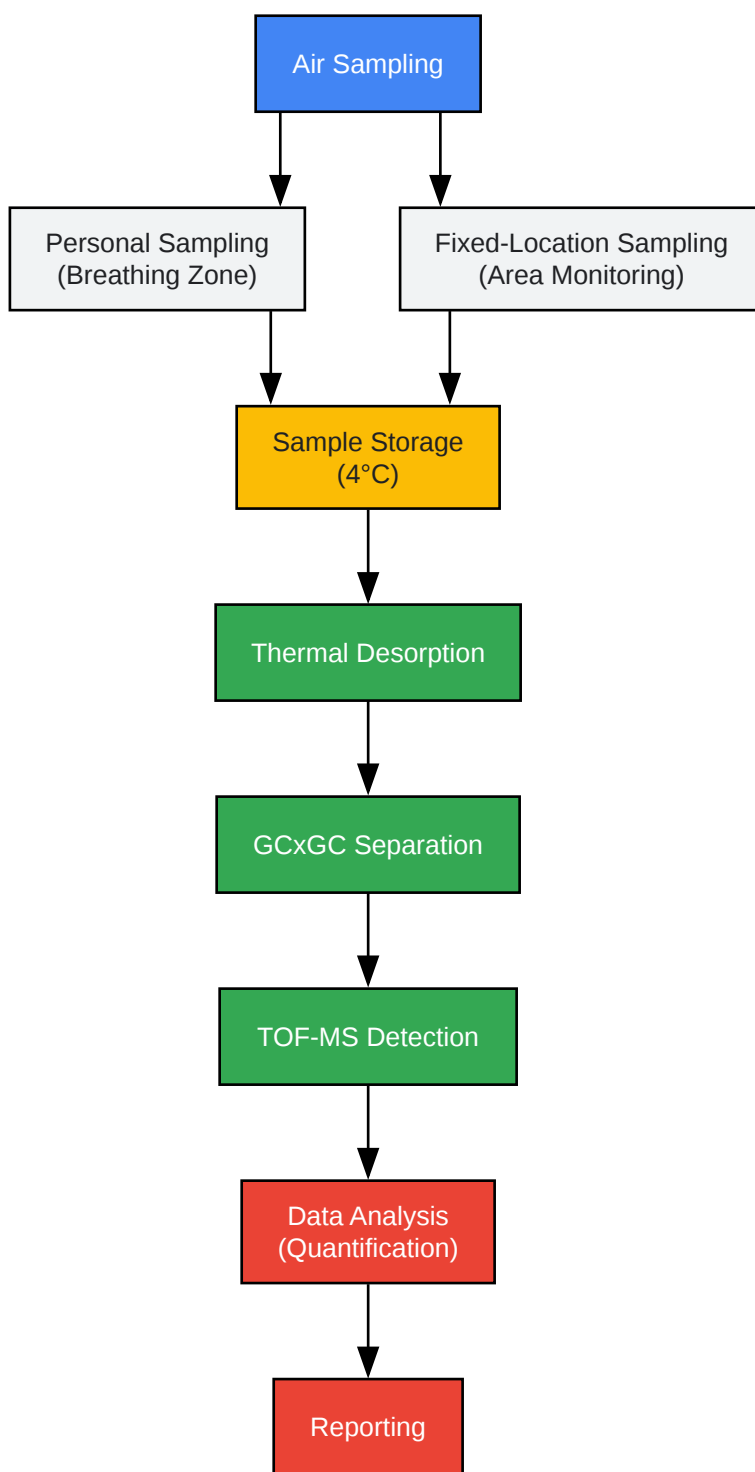 Air Sampling
Personal Sampling
(Breathing Zone)
Fixed-Location Sampling
(Area Monitoring)
Sample Storage
(4°C)
Thermal Desorption
GCxGC Separation
TOF-MS Detection
Data Analysis
(Quantification)
Reporting